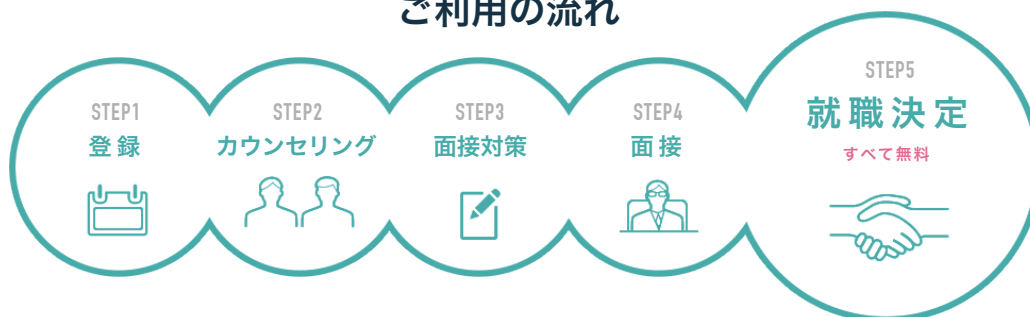 ご利用の流れ
STEP1
登録
STEP2
カウンセリング
STEP3
面接対策
STEP4
面接
STEP5
就職決定
すべて無料